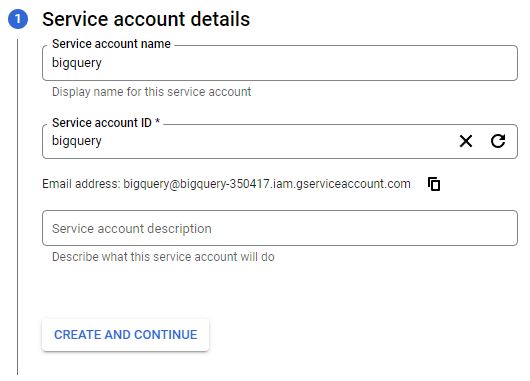 1 Service account details
Service account name
bigquery
Display name for this service account
Service account ID *
bigquery
Email address: bigquery@bigquery-350417.iam.gserviceaccount.com
Service account description
Describe what this service account will do
CREATE AND CONTINUE